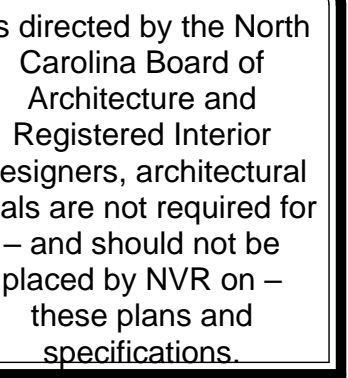 s directed by the North
Carolina Board of
Architecture and
Registered Interior
esigners, architectural
als are not required for
– and should not be
placed by NVR on –
these plans and
specifications.